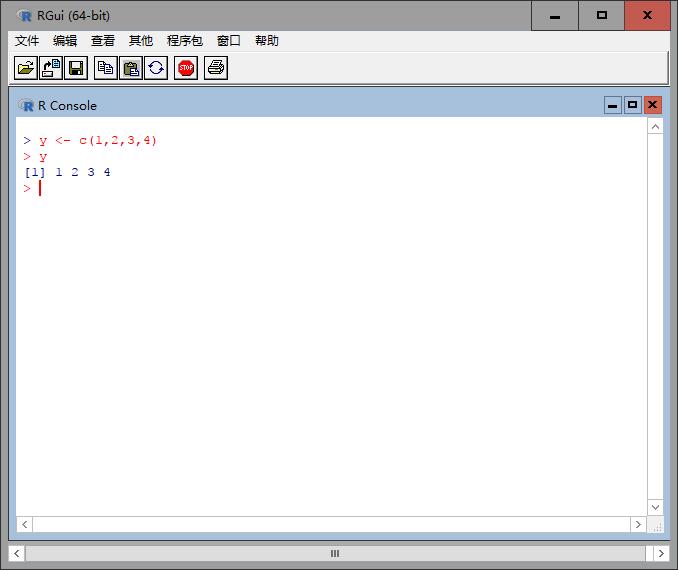 RGui (64-bit)
文件 编辑 查看 其他 程序包 窗口 帮助
STOP
R Console
> y <- c(1,2,3,4)
> y
[1] 1 2 3 4
>